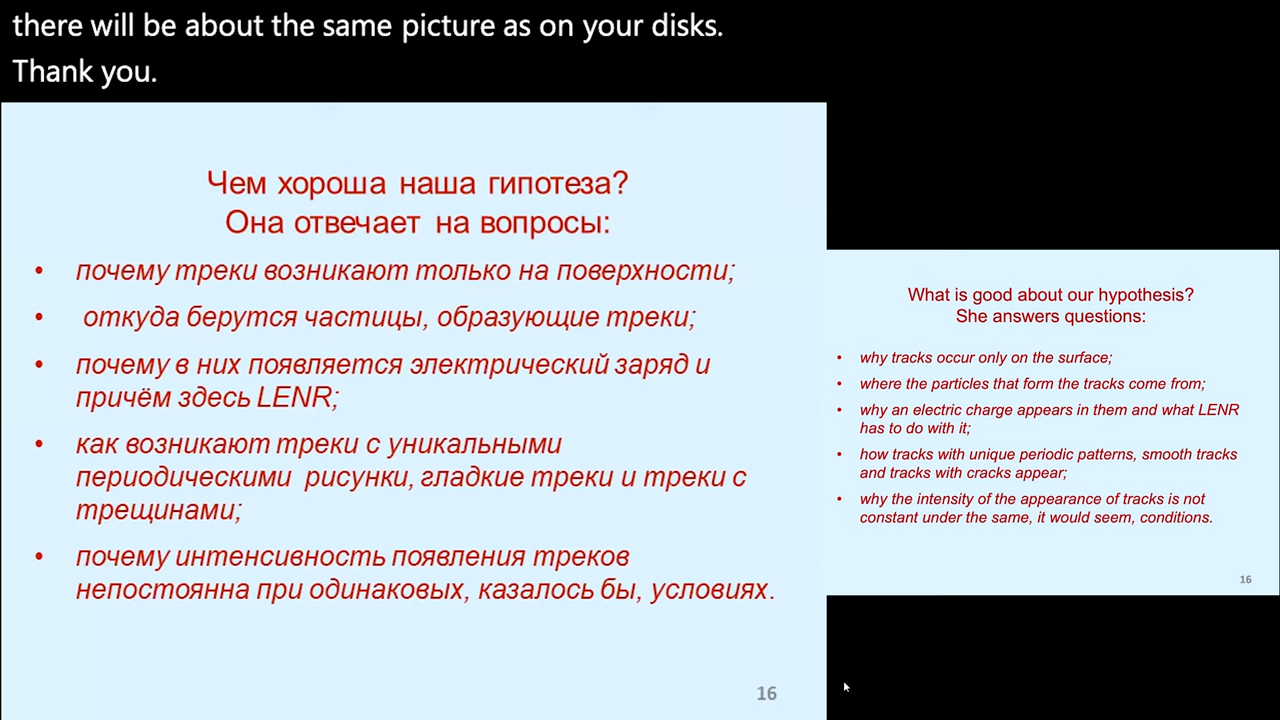 there will be about the same picture as on your disks.
Thank you.
Чем хороша наша гипотеза?
Она отвечает на вопросы:
• почему треки возникают только на поверхности;
• откуда берутся частицы, образующие треки;
• почему в них появляется электрический заряд и
причём здесь LENR;
• как возникают треки с уникальными
периодическими рисунки, гладкие треки и треки с
трещинами;
• почему интенсивность появления треков
непостоянна при одинаковых, казалось бы, условиях.
16
What is good about our hypothesis?
She answers questions:
• why tracks occur only on the surface;
• where the particles that form the tracks come from;
• why an electric charge appears in them and what LENR
has to do with it;
• how tracks with unique periodic patterns, smooth tracks
and tracks with cracks appear;
• why the intensity of the appearance of tracks is not
constant under the same, it would seem, conditions.
16